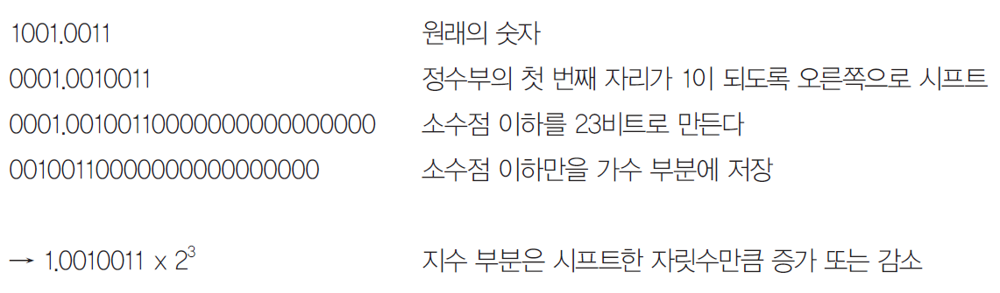 1001.0011 원래의 숫자
0001.0010011 정수부의 첫 번째 자리가 1이 되도록 오른쪽으로 시프트
0001.00100110000000000000000 소수점 이하를 23비트로 만든다
00100110000000000000000 소수점 이하만을 가수 부분에 저장
→ 1.0010011 x 2³ 지수 부분은 시프트한 자릿수만큼 증가 또는 감소